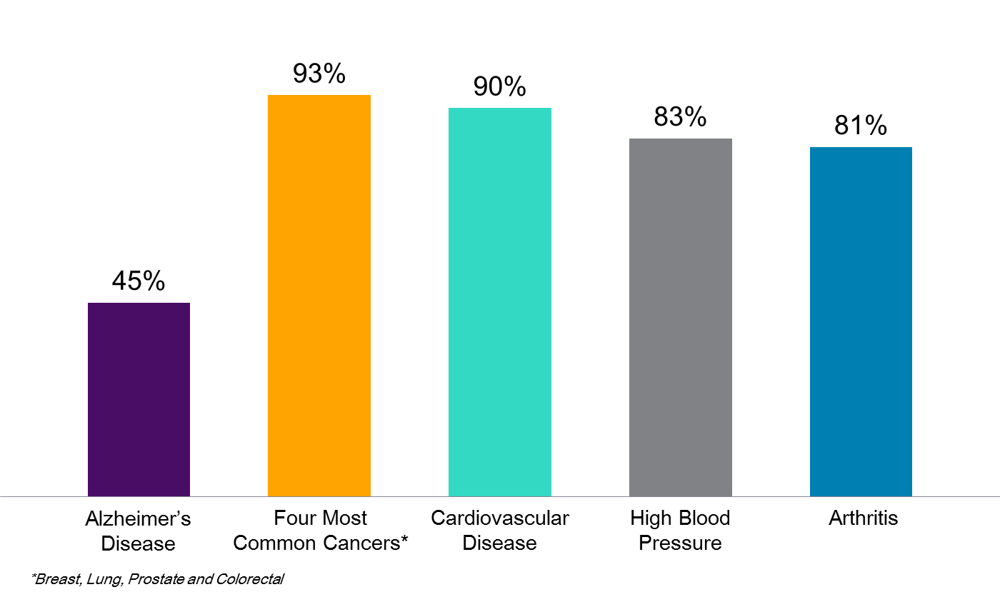 93%
90%
83%
81%
45%
Alzheimer’s
Disease
Four Most
Common Cancers*
Cardiovascular
Disease
High Blood
Pressure
Arthritis
*Breast, Lung, Prostate and Colorectal